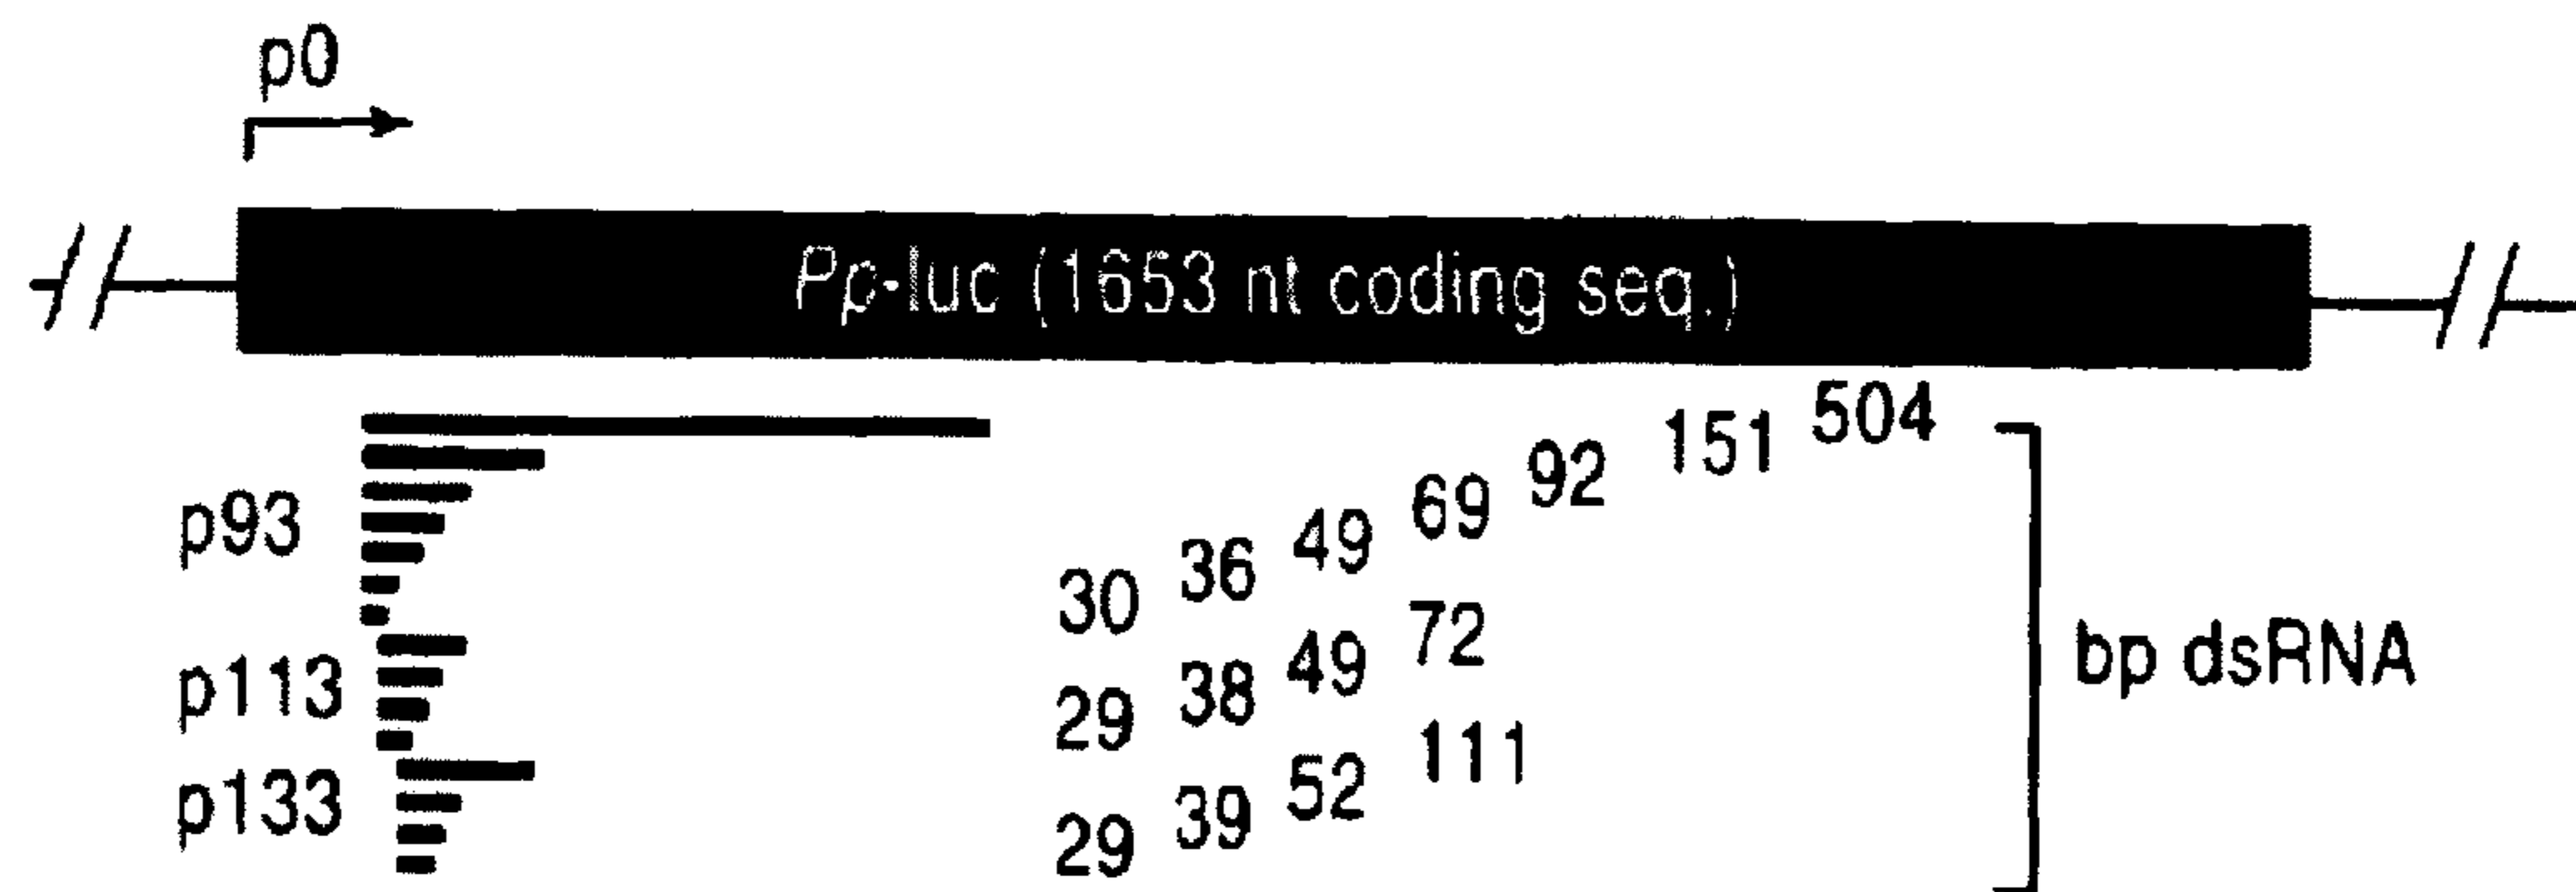 p0
Pp-luc (1653 nt coding seq.)
504
151
92
69
49
36
30
p93
72
49
38
29
p113
111
52
39
29
p133
bp dsRNA